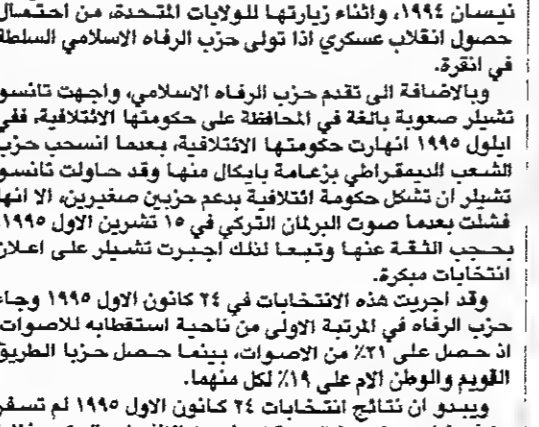 نيسان ١٩٩٤، واثناء زيارتها للولايات المتحدة، من احتمال
حصول انقلاب عسكري اذا تولى حزب الرفاه الاسلامي السلطة
في انقرة.
وبالاضافة الى تقدم حزب الرفاه الاسلامي، واجهت تانسو
تشيلر صعوبة بالغة في المحافظة على حكومتها الائتلافية، ففي
ايلول ١٩٩٥ انهارت حكومتها الائتلافية، بعدما انسحب حزب
الشعب الديمقراطي بزعامة بايكال منها وقد حاولت تانسو
تشيلر ان تشكل حكومة ائتلافية بدعم حزبين صغيرين، الا انها
فشلت بعدما صوت البرلمان التركي في ١٥ تشرين الاول ١٩٩٥،
بحجب الثقة عنها وتبعا لذلك اجبرت تشيلر على اعلان
انتخابات مبكرة.
وقد اجريت هذه الانتخابات في ٢٤ كانون الاول ١٩٩٥ وجاء
حزب الرفاه في المرتبة الاولى من ناحية استقطابه للاصوات،
اذ حصل على ٢١٪ من الاصوات، بينما حصل حزبا الطريق
القويم والوطن الام على ١٩٪ لكل منهما.
ويبدو ان نتائج انتخابات ٢٤ كانون الاول ١٩٩٥ لم تسفر